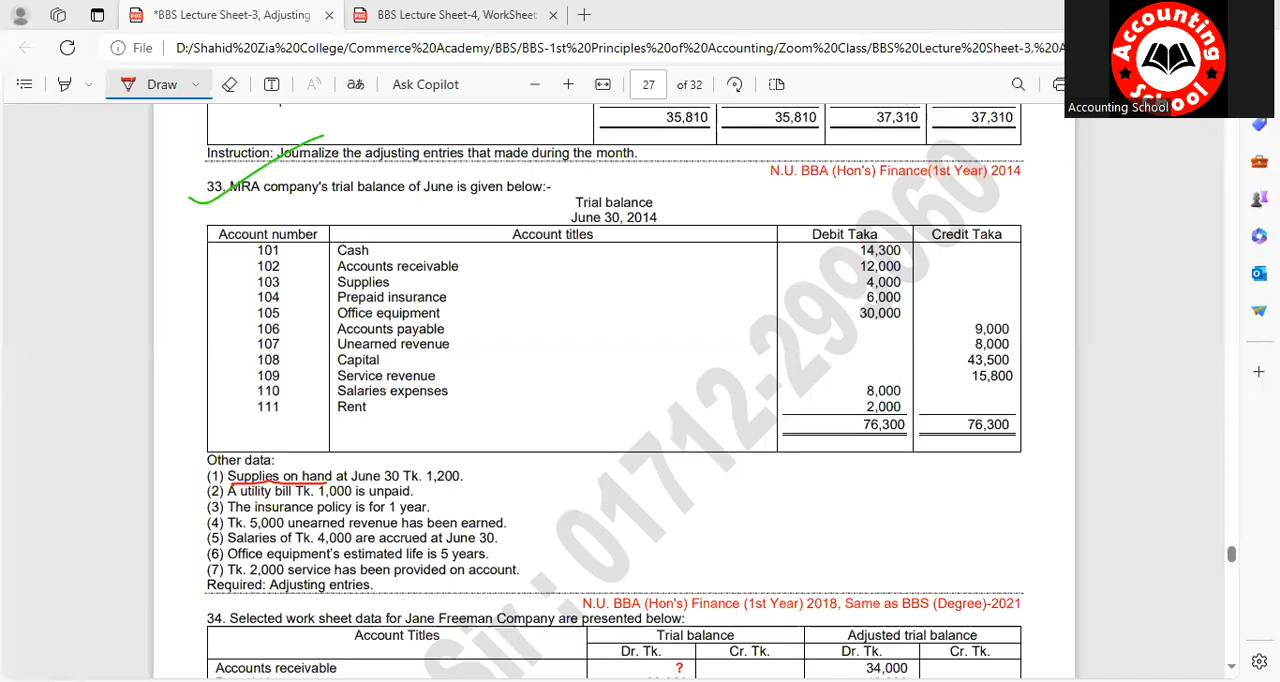 *BBS Lecture Sheet-3, Adjusting
BBS Lecture Sheet-4, WorkSheet
File
D:/Shahid%20Zia%20College/Commerce%20Academy/BBS/BBS-1st%20Principles%20of%20Accounting/Zoom%20Class/BBS%20Lecture%20Sheet-3,%20A
Draw
Ask Copilot
27 of 32
Accounting School
Accounting School
35,810 35,810 37,310 37,310
Instruction: Journalize the adjusting entries that made during the month.
N.U. BBA (Hon's) Finance(1st Year) 2014
33. MRA company's trial balance of June is given below:-
Trial balance
June 30, 2014
Account number Account titles Debit Taka Credit Taka
101 Cash 14,300
102 Accounts receivable 12,000
103 Supplies 4,000
104 Prepaid insurance 6,000
105 Office equipment 30,000
106 Accounts payable 9,000
107 Unearned revenue 8,000
108 Capital 43,500
109 Service revenue 15,800
110 Salaries expenses 8,000
111 Rent 2,000
76,300 76,300
Other data:
(1) Supplies on hand at June 30 Tk. 1,200.
(2) A utility bill Tk. 1,000 is unpaid.
(3) The insurance policy is for 1 year.
(4) Tk. 5,000 unearned revenue has been earned.
(5) Salaries of Tk. 4,000 are accrued at June 30.
(6) Office equipment's estimated life is 5 years.
(7) Tk. 2,000 service has been provided on account.
Required: Adjusting entries.
N.U. BBA (Hon's) Finance (1st Year) 2018, Same as BBS (Degree)-2021
34. Selected work sheet data for Jane Freeman Company are presented below:
Account Titles Trial balance Adjusted trial balance
Dr. Tk. Cr. Tk. Dr. Tk. Cr. Tk.
Accounts receivable ? 34,000
Sir : 01712-299060